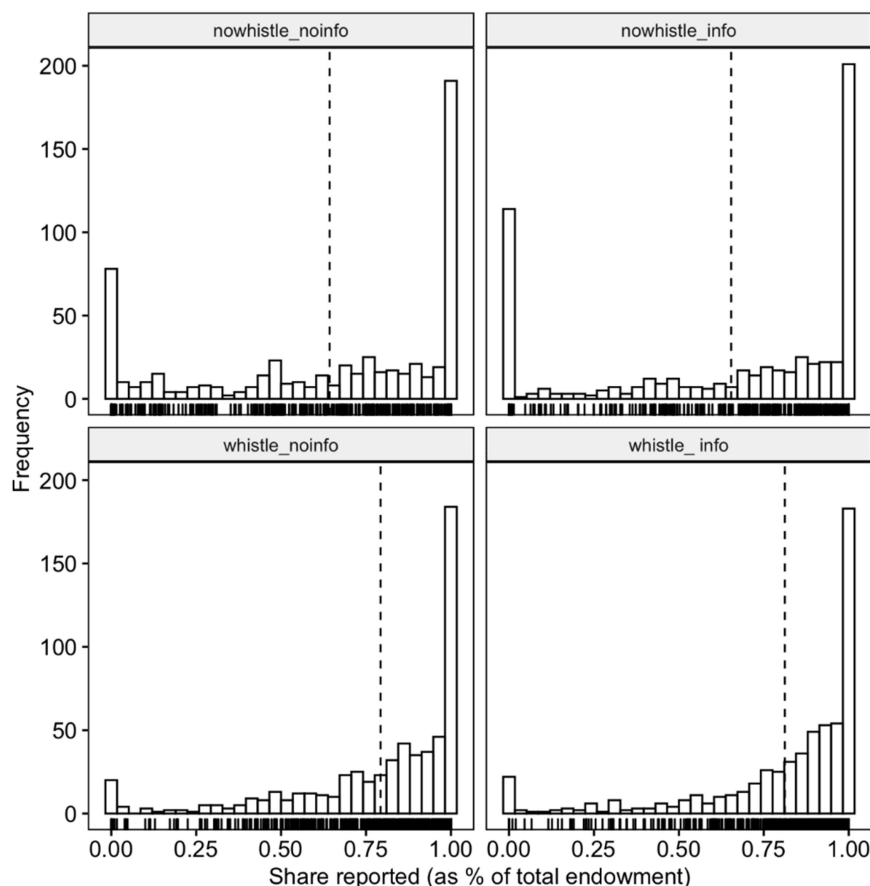 nowhistle_noinfo
nowhistle_info
200
150
100
50
0
Frequency
whistle_noinfo
whistle_ info
200
150
100
50
0
0.00 0.25 0.50 0.75 1.00 0.00 0.25 0.50 0.75 1.00
Share reported (as % of total endowment)